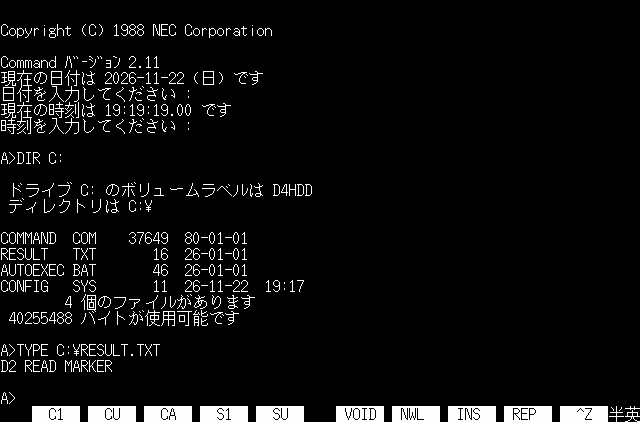 Copyright (C) 1988 NEC Corporation
Command ﾊﾞｰｼﾞｮﾝ 2.11
現在の日付は 2026-11-22 (日) です
日付を入力してください :
現在の時刻は 19:19:19.00 です
時刻を入力してください :
A>DIR C:
ドライブ C: のボリュームラベルは D4HDD
ディレクトリは C:¥
COMMAND  COM    37649  80-01-01
RESULT   TXT       16  26-01-01
AUTOEXEC BAT       46  26-01-01
CONFIG   SYS       11  26-11-22  19:17
4 個のファイルがあります
40255488 バイトが使用可能です
A>TYPE C:¥RESULT.TXT
D2 READ MARKER
A>
C1 CU CA S1 SU VOID NWL INS REP ^Z 半英